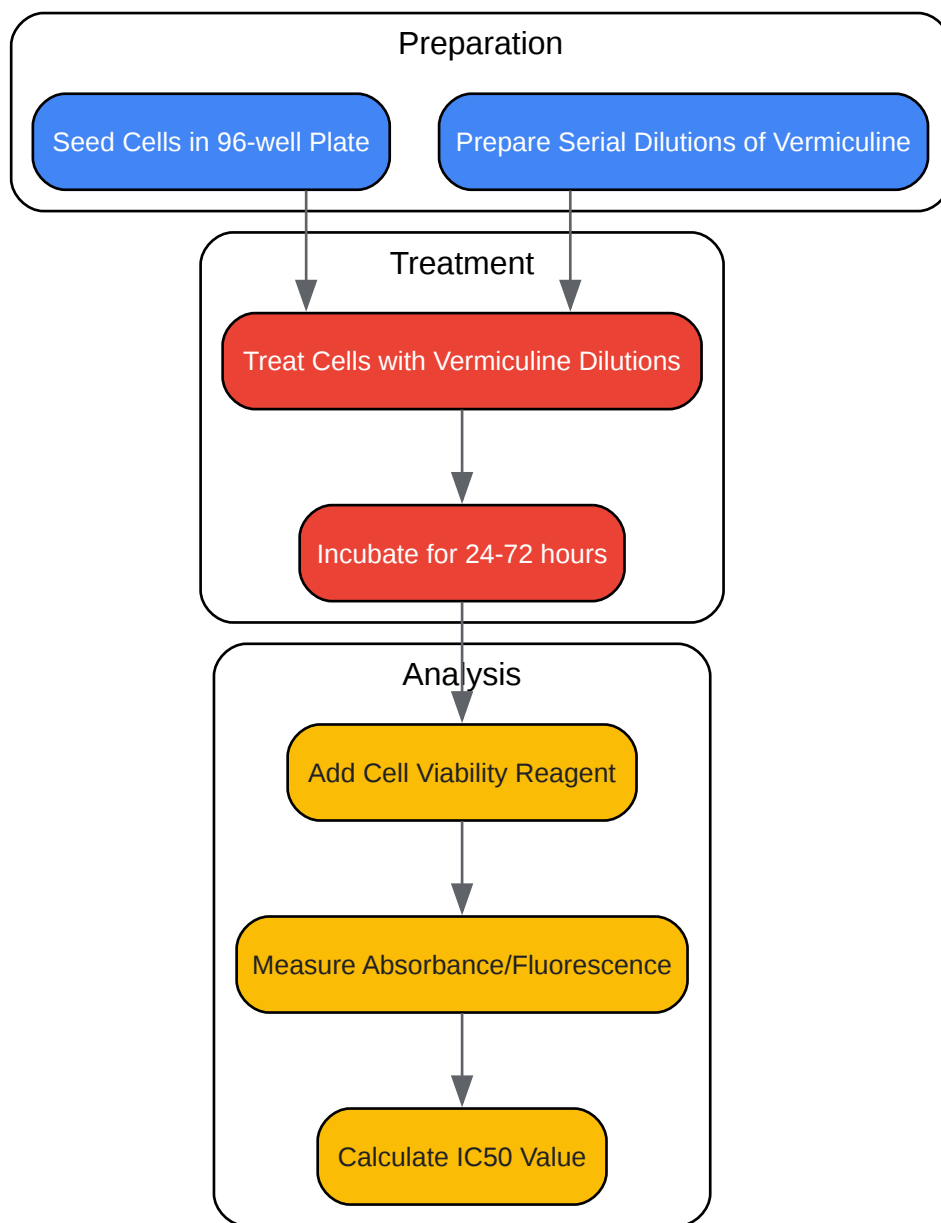 Preparation
Seed Cells in 96-well Plate
Prepare Serial Dilutions of Vermiculine
Treatment
Treat Cells with Vermiculine Dilutions
Incubate for 24-72 hours
Analysis
Add Cell Viability Reagent
Measure Absorbance/Fluorescence
Calculate IC50 Value